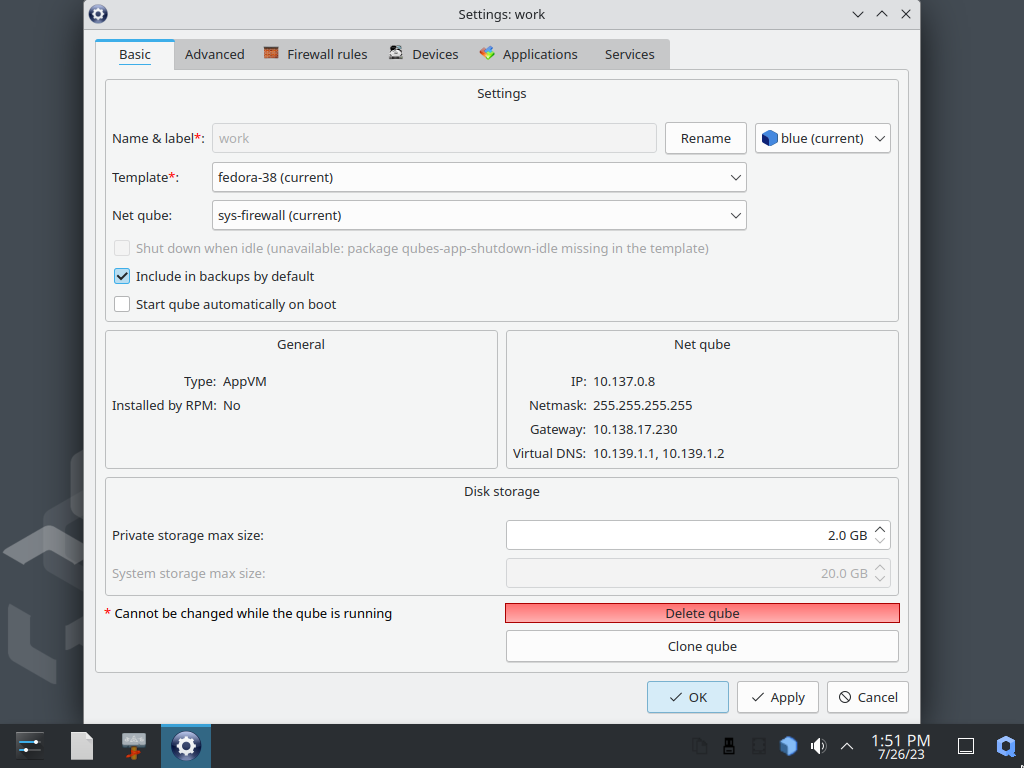 Settings: work
Basic
Advanced
Firewall rules
Devices
Applications
Services
Settings
Name & label*:
work
Rename
blue (current)
Template*:
fedora-38 (current)
Net qube:
sys-firewall (current)
Shut down when idle (unavailable: package qubes-app-shutdown-idle missing in the template)
Include in backups by default
Start qube automatically on boot
General
Type: AppVM
Installed by RPM: No
Net qube
IP: 10.137.0.8
Netmask: 255.255.255.255
Gateway: 10.138.17.230
Virtual DNS: 10.139.1.1, 10.139.1.2
Disk storage
Private storage max size:
2.0 GB
System storage max size:
20.0 GB
* Cannot be changed while the qube is running
Delete qube
Clone qube
OK
Apply
Cancel
1:51 PM
7/26/23